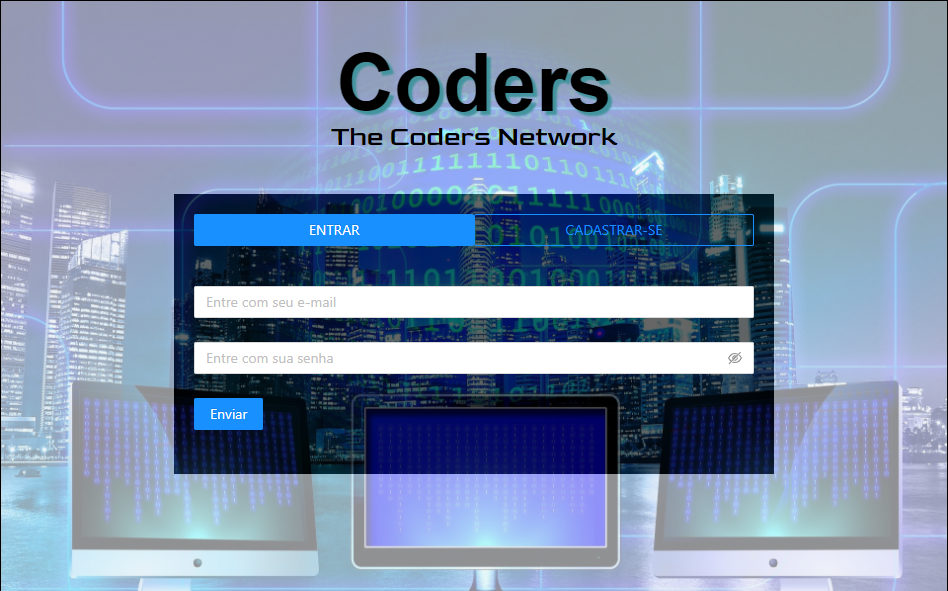 Coders
The Coders Network
ENTRAR
CADASTRAR-SE
Entre com seu e-mail
Entre com sua senha
Enviar